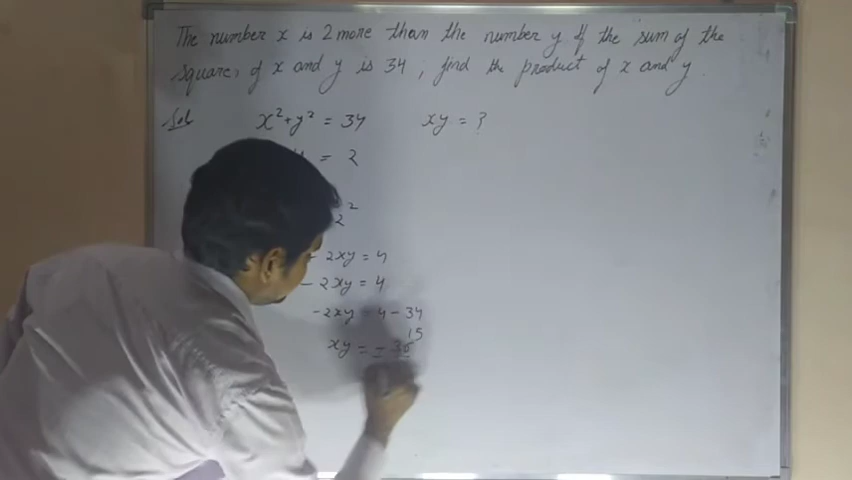 The number x is 2 more than the number y If the sum of the
squares of x and y is 34 , find the product of x and y
Sol x² + y² = 34 xy = ?
= 2
2²
- 2xy = 4
- 2xy = 4
-2xy = 4 - 34
15
xy = - 30